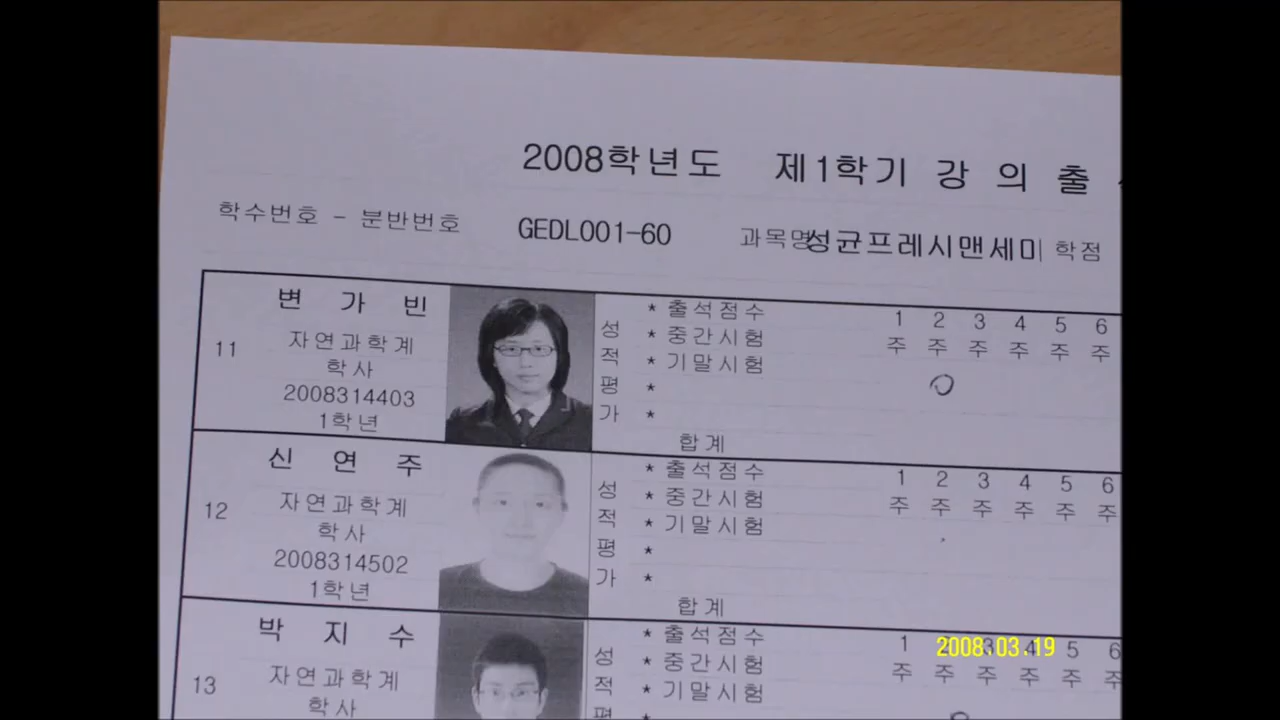 2008학년도 제1학기 강 의 출
학수번호 - 분반번호 GEDL001-60 과목명 성균프레시맨세미 학점
11
변 가 빈
자연과학계
학사
2008314403
1학년
성적평가
* 출석점수
* 중간시험
* 기말시험
*
*
합계
1 2 3 4 5 6
주 주 주 주 주 주
12
신 연 주
자연과학계
학사
2008314502
1학년
성적평가
* 출석점수
* 중간시험
* 기말시험
*
*
합계
1 2 3 4 5 6
주 주 주 주 주 주
13
박 지 수
자연과학계
학사
성적평
* 출석점수
* 중간시험
* 기말시험
*
1 2 3 4 5 6
주 주 주 주 주 주
2008.03.19